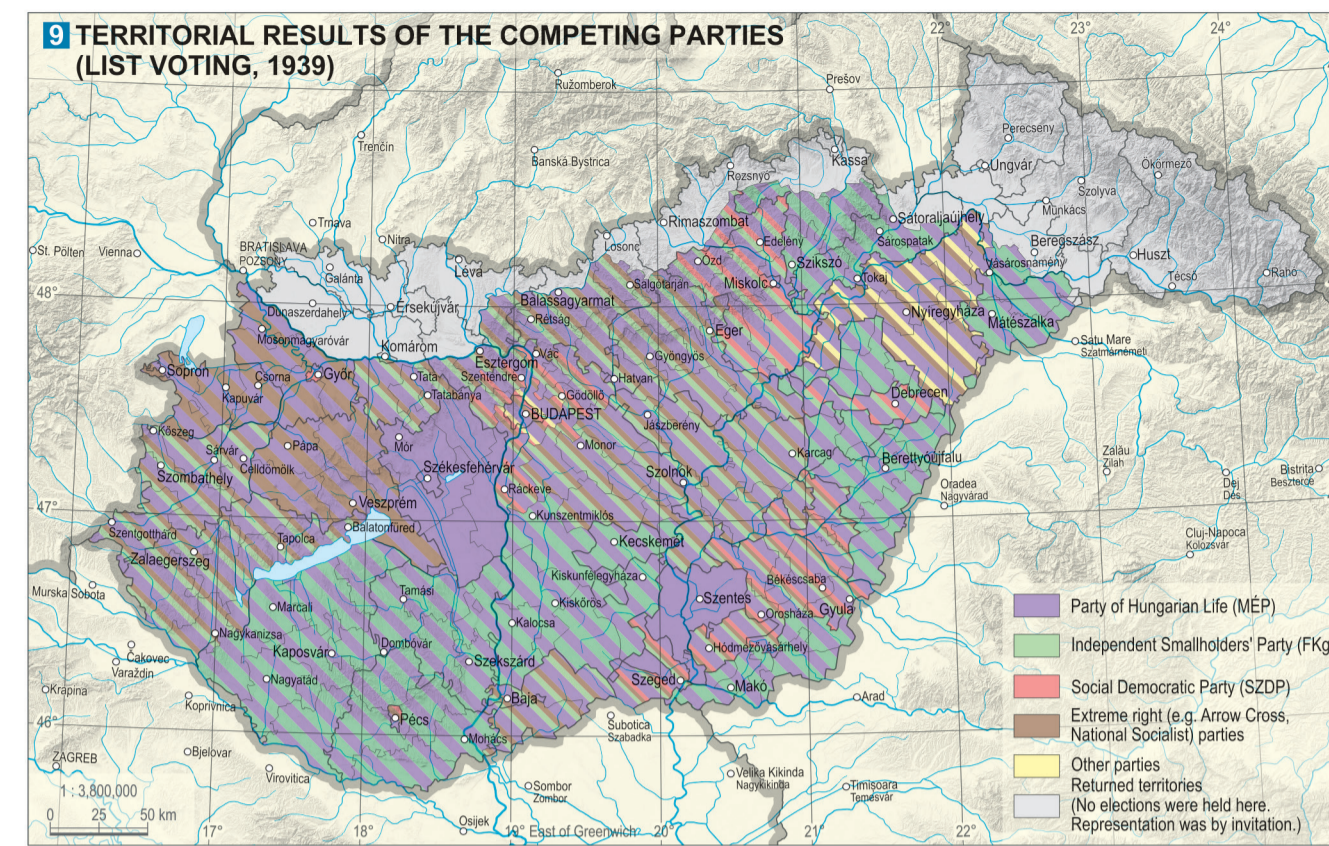 9 TERRITORIAL RESULTS OF THE COMPETING PARTIES
(LIST VOTING, 1939)
22°
23°
24°
Ružomberok
Prešov
Trenčín
Banská Bystrica
Perecseny
Ungvár
Ökörmező
Szolyva
Munkács
Kassa
Rozsnyó
Rimaszombat
Losonc
Sátoraljaújhely
Sárospatak
Beregszász
Vásárosnamény
Huszt
Técső
Rahó
St. Pölten
Vienna
Trnava
Nitra
BRATISLAVA
POZSONY
Galánta
Léva
Érsekújvár
Dunaszerdahely
Komárom
48°
Edelény
Ózd
Szikszó
Miskolc
Tokaj
Salgótarján
Balassagyarmat
Rétság
Eger
Nyíregyháza
Mátészalka
Satu Mare
Szatmárnémeti
Mosonmagyaróvár
Sopron
Csorna
Győr
Kapuvár
Tata
Tatabánya
Esztergom
Vác
Szentendre
Gödöllő
Hatvan
Gyöngyös
BUDAPEST
Jászberény
Debrecen
Kőszeg
Sárvár
Pápa
Celldömölk
Szombathely
Mór
Székesfehérvár
Monor
Szolnok
Karcag
Berettyóújfalu
Zalău
Zilah
Oradea
Nagyvárad
Dej
Dés
Bistrița
Beszterce
47°
Veszprém
Balatonfüred
Ráckeve
Kunszentmiklós
Szentgotthárd
Zalaegerszeg
Tapolca
Kecskemét
Cluj-Napoca
Kolozsvár
Murska Sobota
Marcali
Tamási
Kiskunfélegyháza
Kiskőrös
Szentes
Békéscsaba
Orosháza
Gyula
Nagykanizsa
Kaposvár
Dombóvár
Kalocsa
Szekszárd
Hódmezővásárhely
Čakovec
Varaždin
Nagyatád
Szeged
Makó
Krapina
Koprivnica
Baja
Arad
46°
Pécs
Mohács
Subotica
Szabadka
Bjelovar
ZAGREB
Virovitica
Sombor
Zombor
Velika Kikinda
Nagykikinda
Timișoara
Temesvár
Osijek
1 : 3,800,000
0 25 50 km
17°
18°
19° East of Greenwich
20°
21°
22°
Party of Hungarian Life (MÉP)
Independent Smallholders' Party (FKg
Social Democratic Party (SZDP)
Extreme right (e.g. Arrow Cross,
National Socialist) parties
Other parties
Returned territories
(No elections were held here.
Representation was by invitation.)